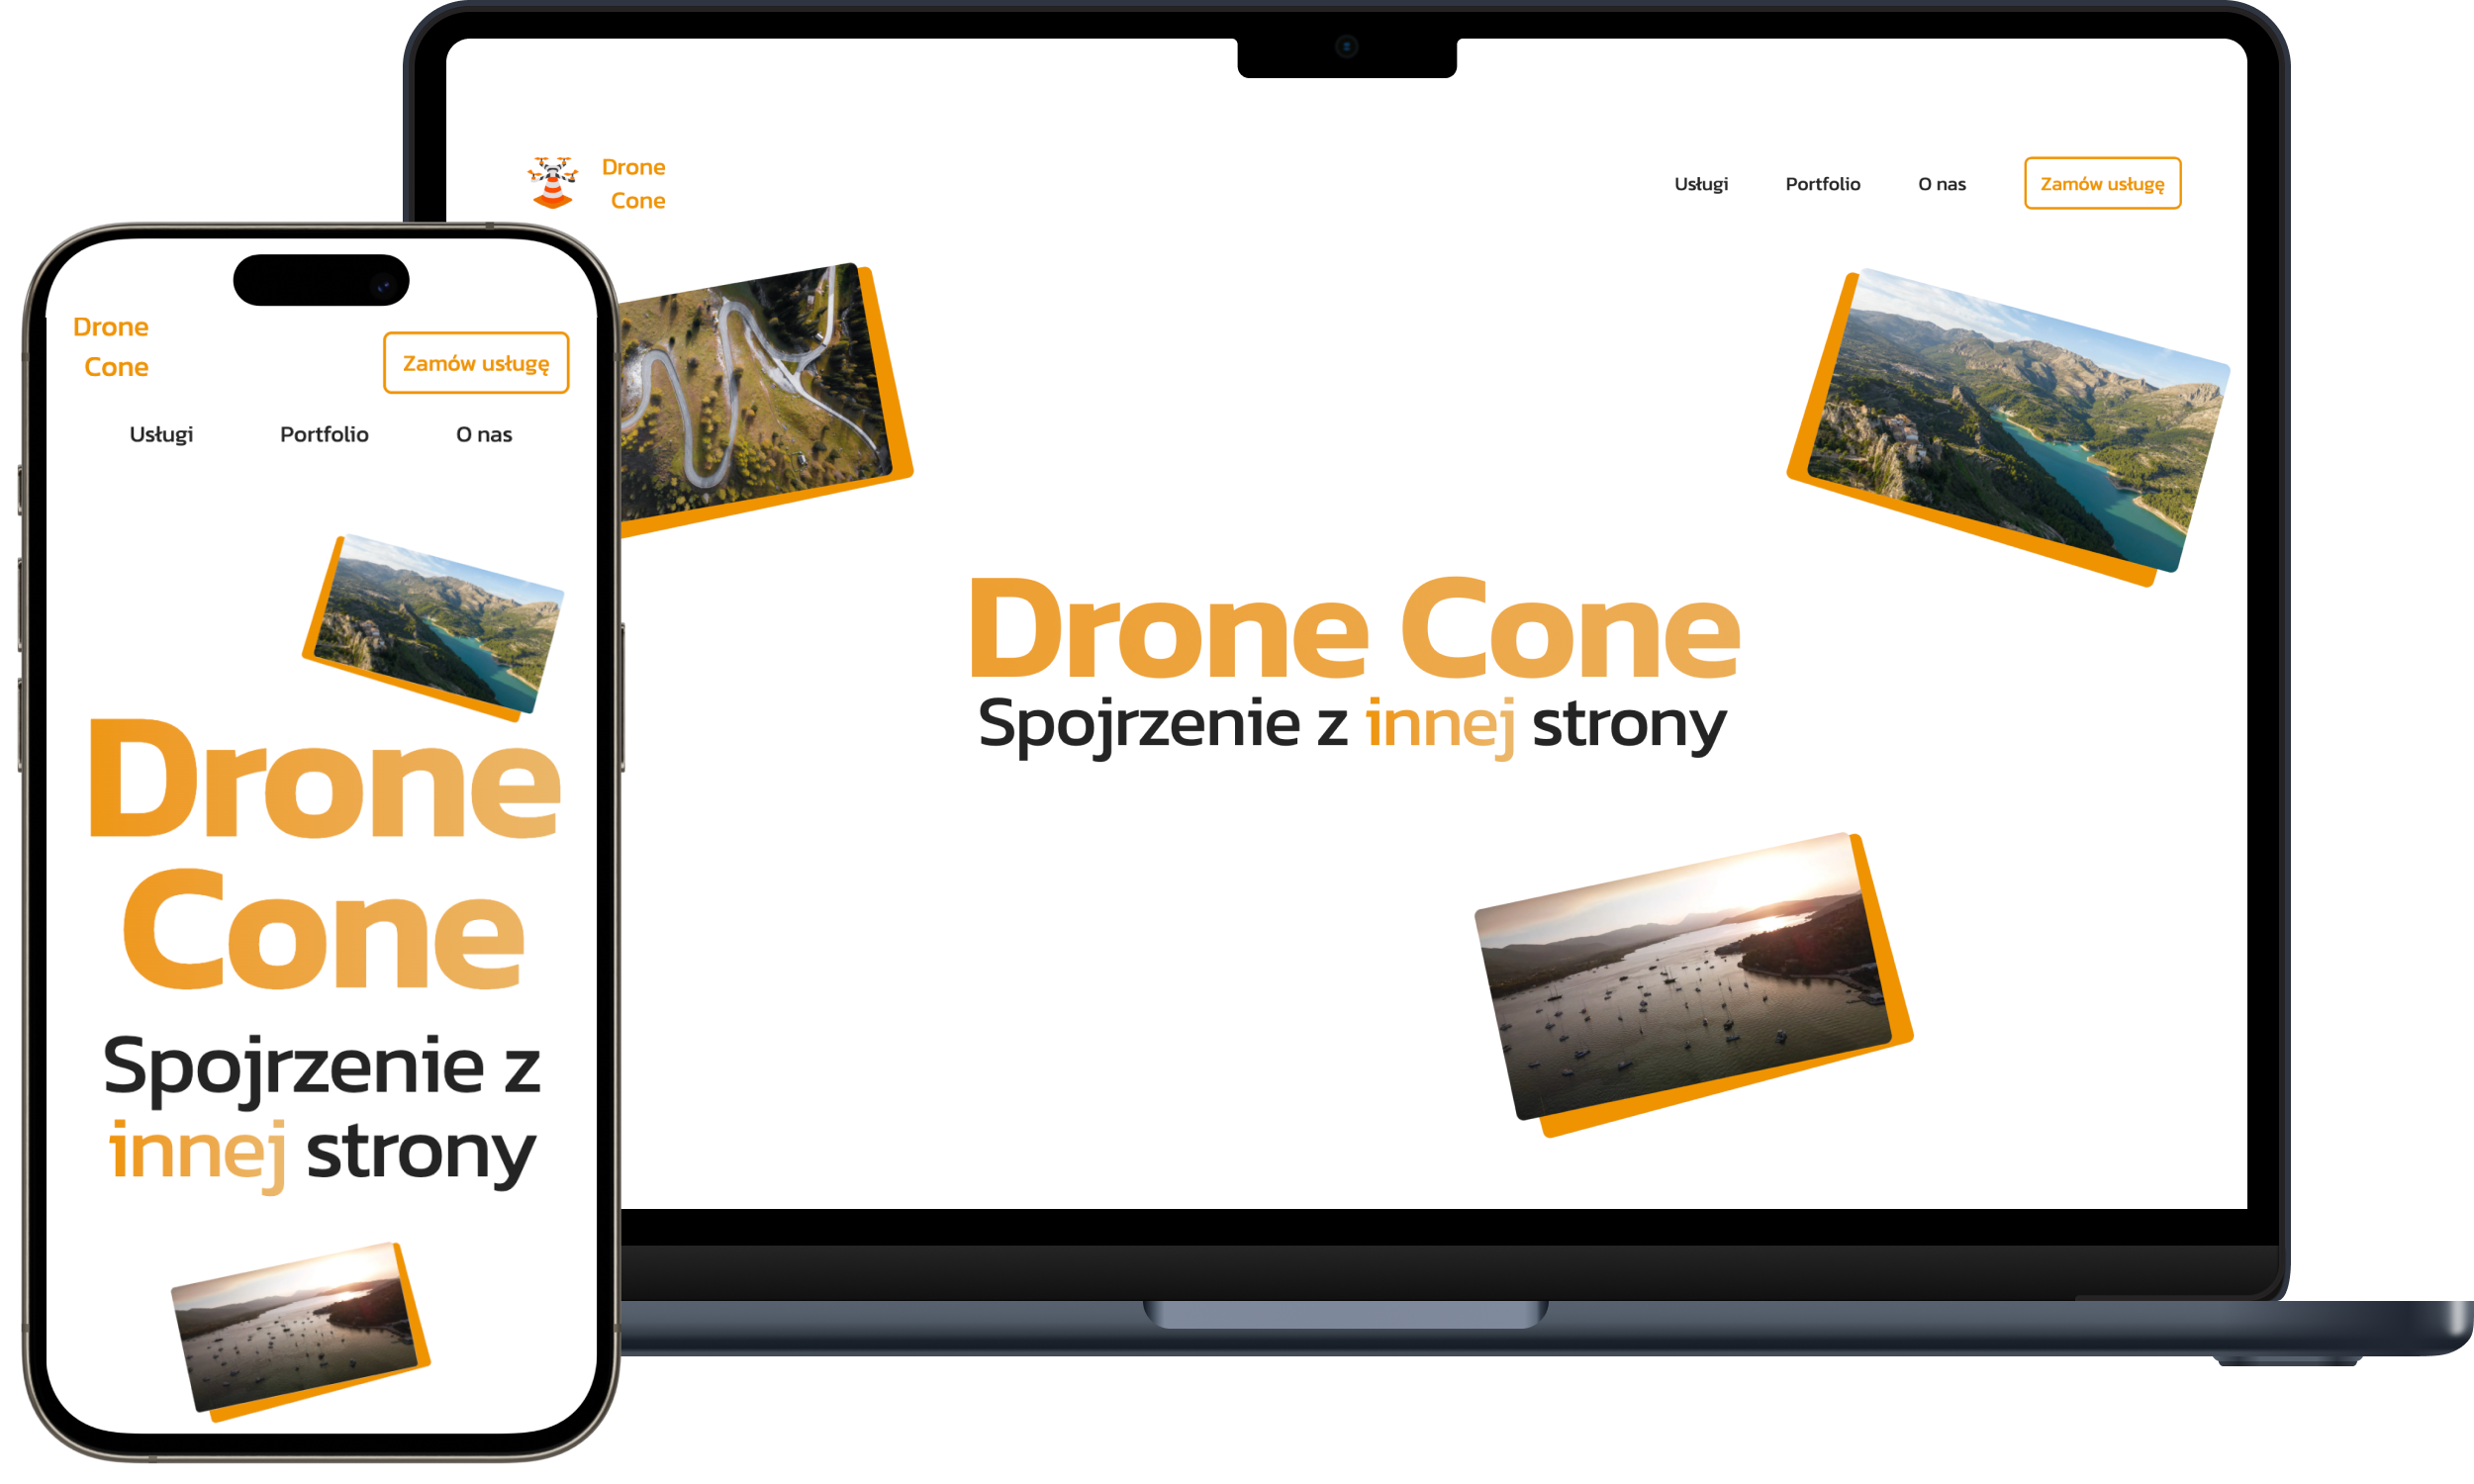 Drone
Cone
Usługi Portfolio O nas Zamów usługę
Drone Cone
Spojrzenie z innej strony
Drone
Cone
Zamów usługę
Usługi Portfolio O nas
Drone
Cone
Spojrzenie z
innej strony